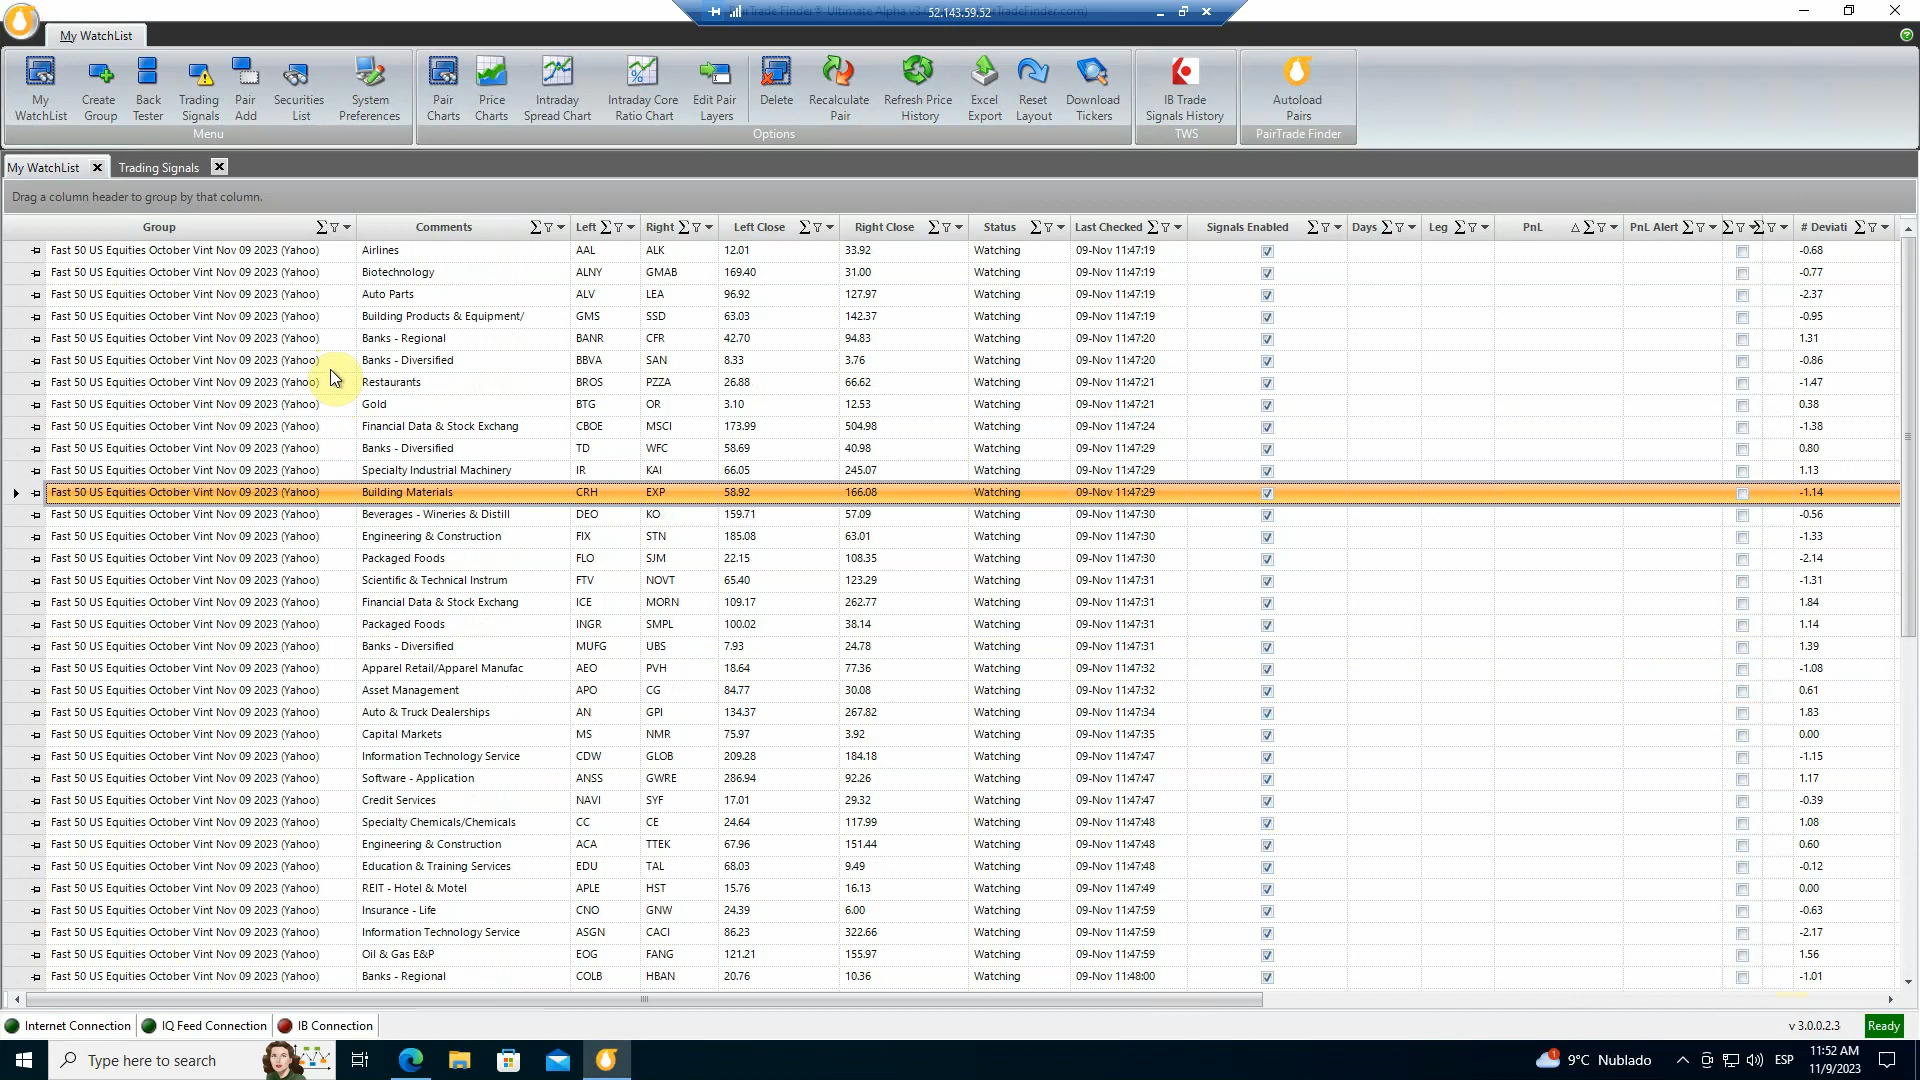 PairTrade Finder® Ultimate Alpha v3.
52.143.59.52
TradeFinder.com)
My WatchList
My WatchList
Create Group
Back Tester
Trading Signals
Pair Add
Securities List
System Preferences
Menu
Pair Charts
Price Charts
Intraday Spread Chart
Intraday Core Ratio Chart
Edit Pair Layers
Delete
Recalculate Pair
Refresh Price History
Excel Export
Reset Layout
Download Tickers
Options
IB Trade Signals History
TWS
Autoload Pairs
PairTrade Finder
My WatchList
Trading Signals
Drag a column header to group by that column.
Group Comments Left Right Left Close Right Close Status Last Checked Signals Enabled Days Leg PnL PnL Alert # Deviati
Fast 50 US Equities October Vint Nov 09 2023 (Yahoo) Airlines AAL ALK 12.01 33.92 Watching 09-Nov 11:47:19 -0.68
Fast 50 US Equities October Vint Nov 09 2023 (Yahoo) Biotechnology ALNY GMAB 169.40 31.00 Watching 09-Nov 11:47:19 -0.77
Fast 50 US Equities October Vint Nov 09 2023 (Yahoo) Auto Parts ALV LEA 96.92 127.97 Watching 09-Nov 11:47:19 -2.37
Fast 50 US Equities October Vint Nov 09 2023 (Yahoo) Building Products & Equipment/ GMS SSD 63.03 142.37 Watching 09-Nov 11:47:19 -0.95
Fast 50 US Equities October Vint Nov 09 2023 (Yahoo) Banks - Regional BANR CFR 42.70 94.83 Watching 09-Nov 11:47:20 1.31
Fast 50 US Equities October Vint Nov 09 2023 (Yahoo) Banks - Diversified BBVA SAN 8.33 3.76 Watching 09-Nov 11:47:20 -0.86
Fast 50 US Equities October Vint Nov 09 2023 (Yahoo) Restaurants BROS PZZA 26.88 66.62 Watching 09-Nov 11:47:21 -1.47
Fast 50 US Equities October Vint Nov 09 2023 (Yahoo) Gold BTG OR 3.10 12.53 Watching 09-Nov 11:47:21 0.38
Fast 50 US Equities October Vint Nov 09 2023 (Yahoo) Financial Data & Stock Exchang CBOE MSCI 173.99 504.98 Watching 09-Nov 11:47:24 -1.38
Fast 50 US Equities October Vint Nov 09 2023 (Yahoo) Banks - Diversified TD WFC 58.69 40.98 Watching 09-Nov 11:47:29 0.80
Fast 50 US Equities October Vint Nov 09 2023 (Yahoo) Specialty Industrial Machinery IR KAI 66.05 245.07 Watching 09-Nov 11:47:29 1.13
Fast 50 US Equities October Vint Nov 09 2023 (Yahoo) Building Materials CRH EXP 58.92 166.08 Watching 09-Nov 11:47:29 -1.14
Fast 50 US Equities October Vint Nov 09 2023 (Yahoo) Beverages - Wineries & Distill DEO KO 159.71 57.09 Watching 09-Nov 11:47:30 -0.56
Fast 50 US Equities October Vint Nov 09 2023 (Yahoo) Engineering & Construction FIX STN 185.08 63.01 Watching 09-Nov 11:47:30 -1.33
Fast 50 US Equities October Vint Nov 09 2023 (Yahoo) Packaged Foods FLO SJM 22.15 108.35 Watching 09-Nov 11:47:30 -2.14
Fast 50 US Equities October Vint Nov 09 2023 (Yahoo) Scientific & Technical Instrum FTV NOVT 65.40 123.29 Watching 09-Nov 11:47:31 -1.31
Fast 50 US Equities October Vint Nov 09 2023 (Yahoo) Financial Data & Stock Exchang ICE MORN 109.17 262.77 Watching 09-Nov 11:47:31 1.84
Fast 50 US Equities October Vint Nov 09 2023 (Yahoo) Packaged Foods INGR SMPL 100.02 38.14 Watching 09-Nov 11:47:31 1.14
Fast 50 US Equities October Vint Nov 09 2023 (Yahoo) Banks - Diversified MUFG UBS 7.93 24.78 Watching 09-Nov 11:47:31 1.39
Fast 50 US Equities October Vint Nov 09 2023 (Yahoo) Apparel Retail/Apparel Manufac AEO PVH 18.64 77.36 Watching 09-Nov 11:47:32 -1.08
Fast 50 US Equities October Vint Nov 09 2023 (Yahoo) Asset Management APO CG 84.77 30.08 Watching 09-Nov 11:47:32 0.61
Fast 50 US Equities October Vint Nov 09 2023 (Yahoo) Auto & Truck Dealerships AN GPI 134.37 267.82 Watching 09-Nov 11:47:34 1.83
Fast 50 US Equities October Vint Nov 09 2023 (Yahoo) Capital Markets MS NMR 75.97 3.92 Watching 09-Nov 11:47:35 0.00
Fast 50 US Equities October Vint Nov 09 2023 (Yahoo) Information Technology Service CDW GLOB 209.28 184.18 Watching 09-Nov 11:47:47 -1.15
Fast 50 US Equities October Vint Nov 09 2023 (Yahoo) Software - Application ANSS GWRE 286.94 92.26 Watching 09-Nov 11:47:47 1.17
Fast 50 US Equities October Vint Nov 09 2023 (Yahoo) Credit Services NAVI SYF 17.01 29.32 Watching 09-Nov 11:47:47 -0.39
Fast 50 US Equities October Vint Nov 09 2023 (Yahoo) Specialty Chemicals/Chemicals CC CE 24.64 117.99 Watching 09-Nov 11:47:48 1.08
Fast 50 US Equities October Vint Nov 09 2023 (Yahoo) Engineering & Construction ACA TTEK 67.96 151.44 Watching 09-Nov 11:47:48 0.60
Fast 50 US Equities October Vint Nov 09 2023 (Yahoo) Education & Training Services EDU TAL 68.03 9.49 Watching 09-Nov 11:47:48 -0.12
Fast 50 US Equities October Vint Nov 09 2023 (Yahoo) REIT - Hotel & Motel APLE HST 15.76 16.13 Watching 09-Nov 11:47:49 0.00
Fast 50 US Equities October Vint Nov 09 2023 (Yahoo) Insurance - Life CNO GNW 24.39 6.00 Watching 09-Nov 11:47:59 -0.63
Fast 50 US Equities October Vint Nov 09 2023 (Yahoo) Information Technology Service ASGN CACI 86.23 322.66 Watching 09-Nov 11:47:59 -2.17
Fast 50 US Equities October Vint Nov 09 2023 (Yahoo) Oil & Gas E&P EOG FANG 121.21 155.97 Watching 09-Nov 11:47:59 1.56
Fast 50 US Equities October Vint Nov 09 2023 (Yahoo) Banks - Regional COLB HBAN 20.76 10.36 Watching 09-Nov 11:48:00 -1.01
Internet Connection IQ Feed Connection IB Connection v 3.0.0.2.3 Ready
Type here to search
9°C Nublado
ESP
11:52 AM
11/9/2023